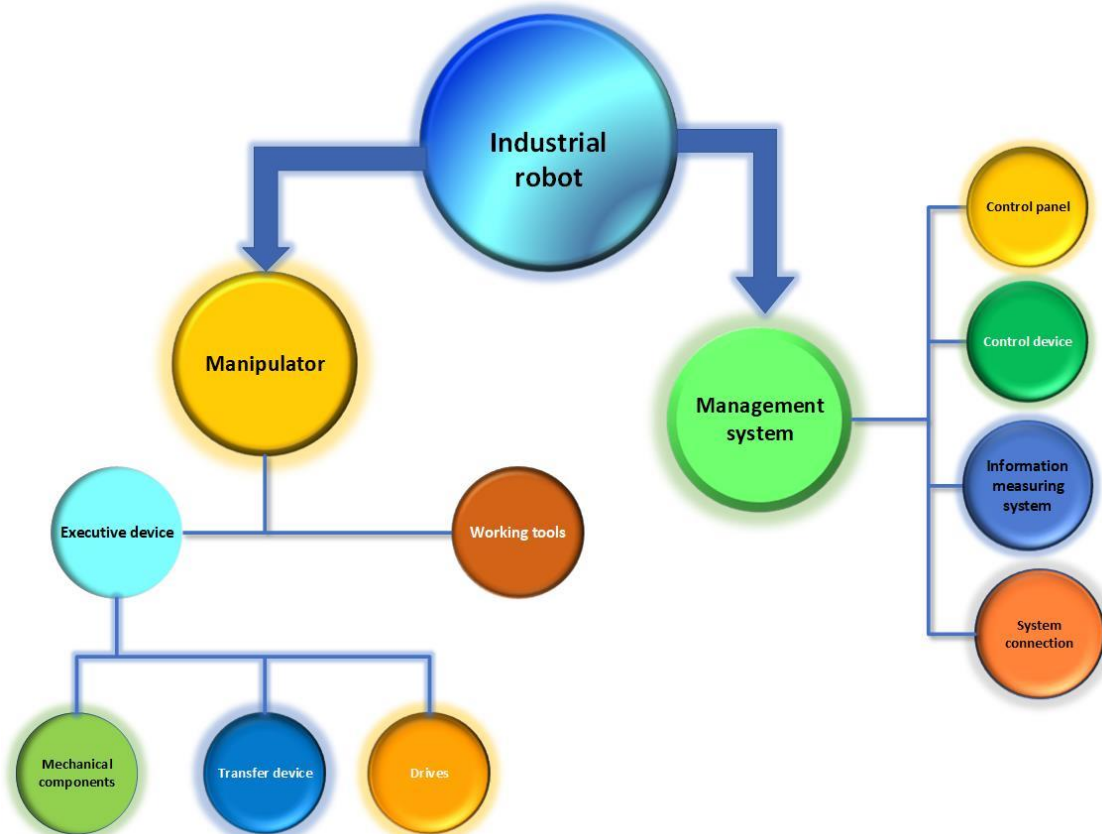 Industrial
robot
Manipulator
Executive device
Working tools
Mechanical
components
Transfer device
Drives
Management
system
Control panel
Control device
Information
measuring
system
System
connection